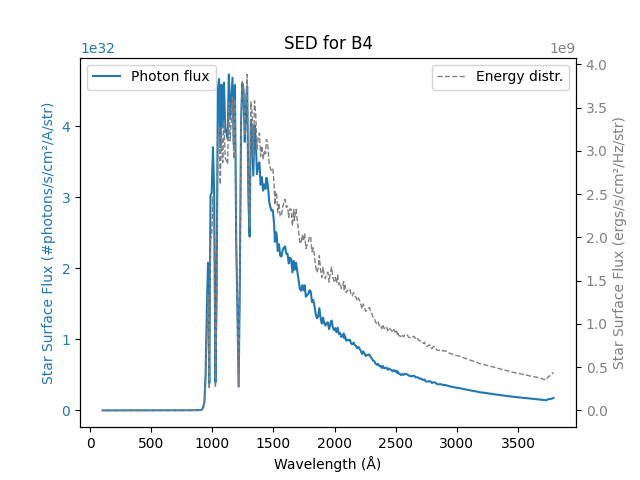 SED for B4
1e32
1e9
Photon flux
Energy distr.
Star Surface Flux (#photons/s/cm²/A/str)
4
3
2
1
0
4.0
3.5
3.0
2.5
2.0
1.5
1.0
0.5
0.0
Star Surface Flux (ergs/s/cm²/Hz/str)
0 500 1000 1500 2000 2500 3000 3500
Wavelength (Å)